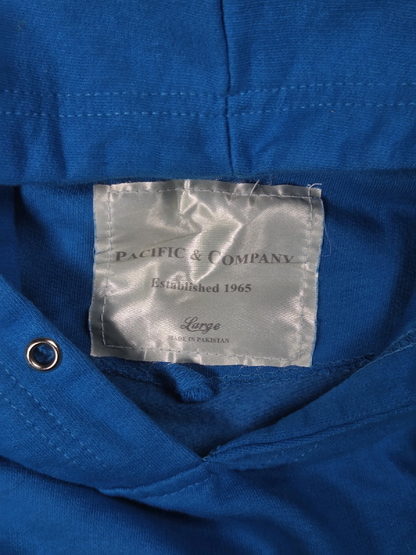 PACIFIC & COMPANY
Established 1965
Large
MADE IN PAKISTAN